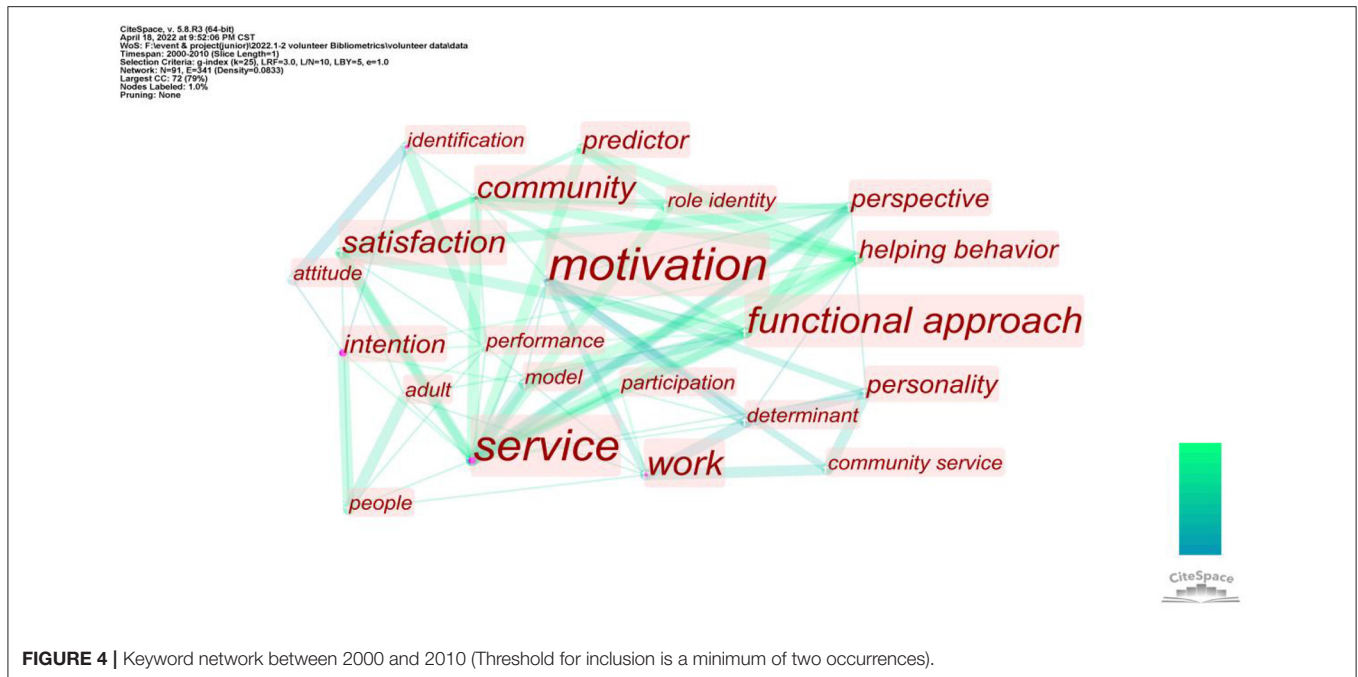 CiteSpace, v. 5.8.R3 (64-bit)
April 18, 2022 at 9:52:06 PM CST
WoS: F:\event & project(junior)\2022.1-2 volunteer Bibliometrics\volunteer data\data
Timespan: 2000-2010 (Slice Length=1)
Selection Criteria: g-index (k=25), LRF=3.0, L/N=10, LBY=5, e=1.0
Network: N=91, E=341 (Density=0.0833)
Largest CC: 72 (79%)
Nodes Labeled: 1.0%
Pruning: None
identification
predictor
community
role identity
perspective
satisfaction
helping behavior
attitude
motivation
functional approach
intention
performance
model
participation
adult
personality
determinant
service
work
community service
people
CiteSpace
FIGURE 4 | Keyword network between 2000 and 2010 (Threshold for inclusion is a minimum of two occurrences).